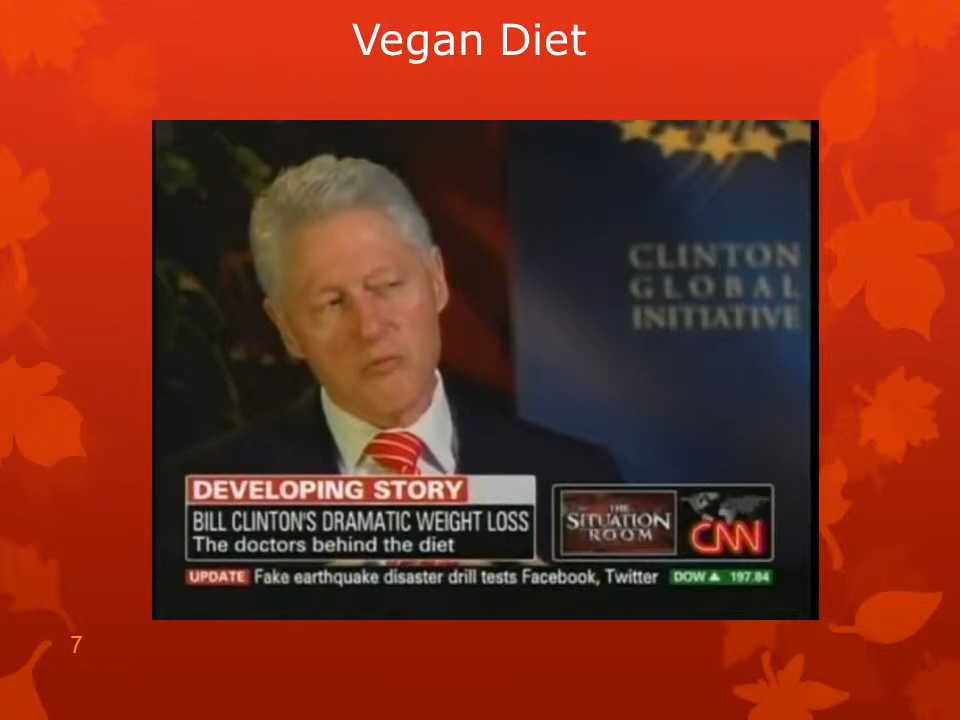 Vegan Diet
CLINTON
GLOBAL
INITIATIVE
DEVELOPING STORY
BILL CLINTON'S DRAMATIC WEIGHT LOSS
The doctors behind the diet
THE
SITUATION
ROOM
CNN
UPDATE Fake earthquake disaster drill tests Facebook, Twitter DOW ▲ 197.84
7